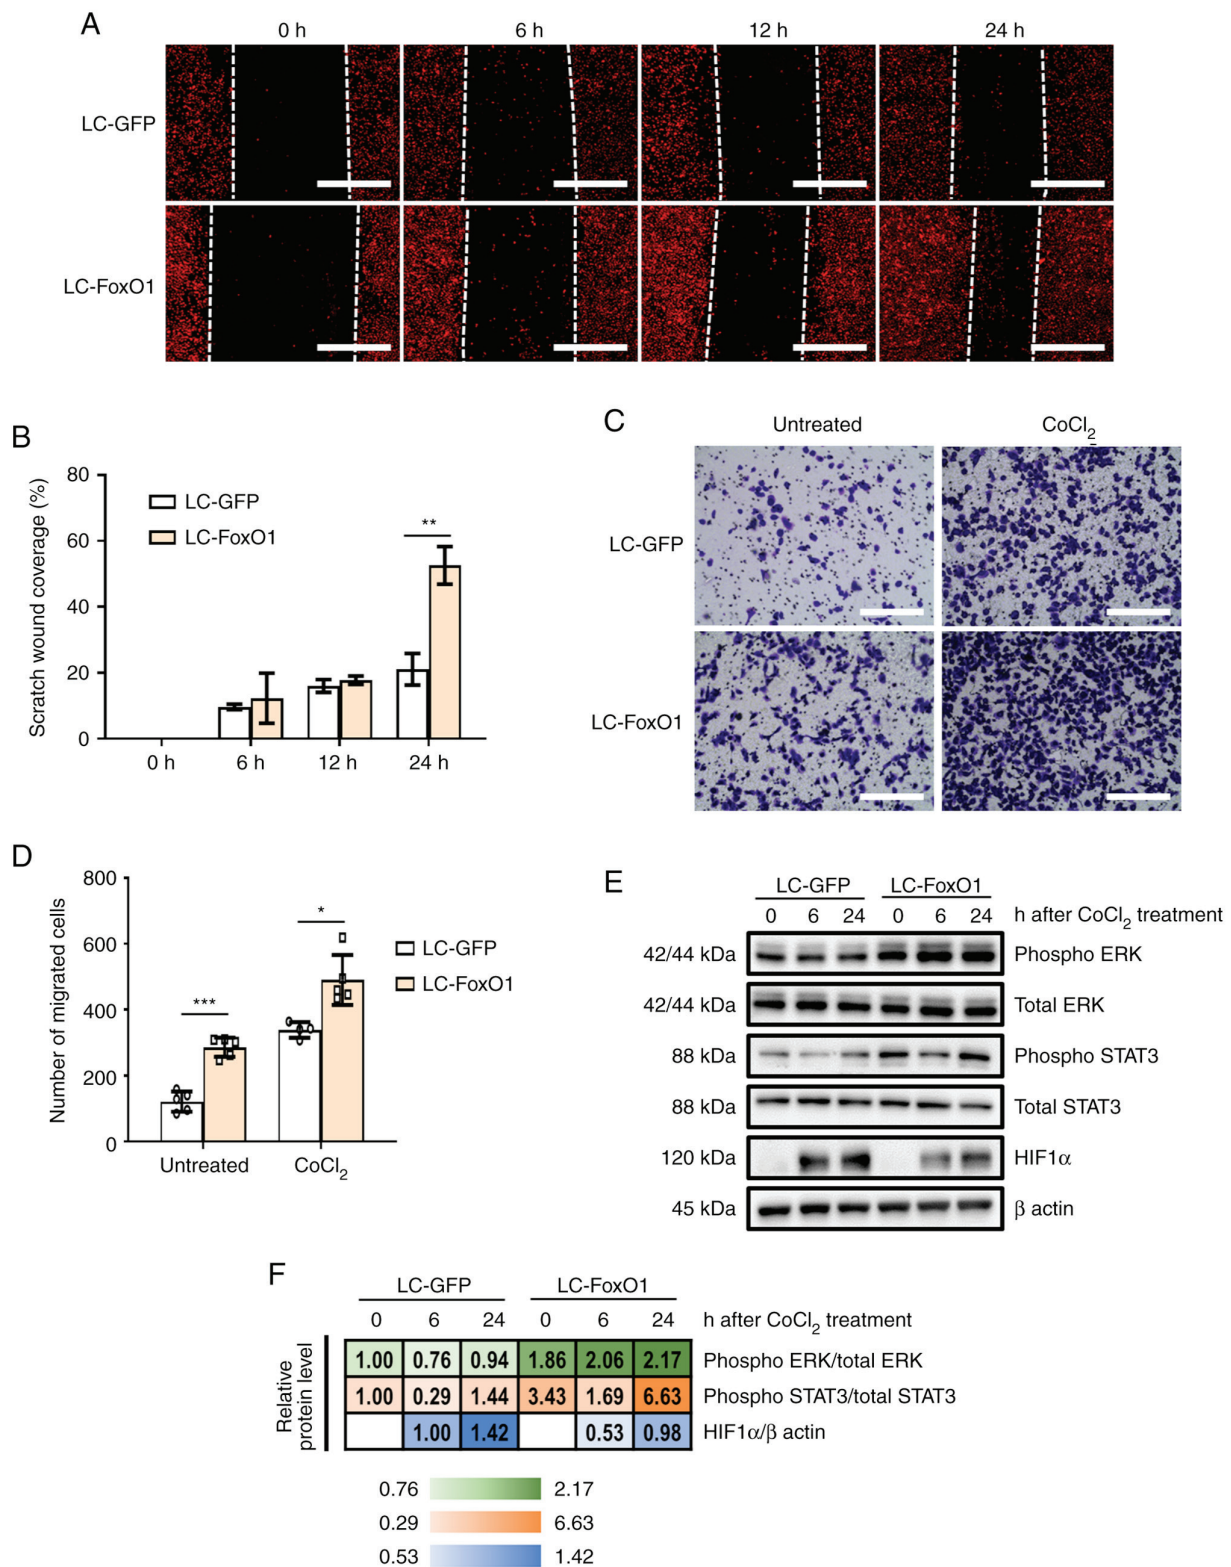 A
0 h 6 h 12 h 24 h
LC-GFP
LC-FoxO1
B
Scratch wound coverage (%)
80
60
40
20
0
LC-GFP
LC-FoxO1
**
0 h 6 h 12 h 24 h
C
Untreated CoCl2
LC-GFP
LC-FoxO1
D
Number of migrated cells
800
600
400
200
0
***
*
LC-GFP
LC-FoxO1
Untreated CoCl2
E
LC-GFP LC-FoxO1
0 6 24 0 6 24 h after CoCl2 treatment
42/44 kDa Phospho ERK
42/44 kDa Total ERK
88 kDa Phospho STAT3
88 kDa Total STAT3
120 kDa HIF1α
45 kDa β actin
F
LC-GFP LC-FoxO1
0 6 24 0 6 24 h after CoCl2 treatment
Relative
protein level
1.00 0.76 0.94 1.86 2.06 2.17 Phospho ERK/total ERK
1.00 0.29 1.44 3.43 1.69 6.63 Phospho STAT3/total STAT3
1.00 1.42 0.53 0.98 HIF1α/β actin
0.76 2.17
0.29 6.63
0.53 1.42